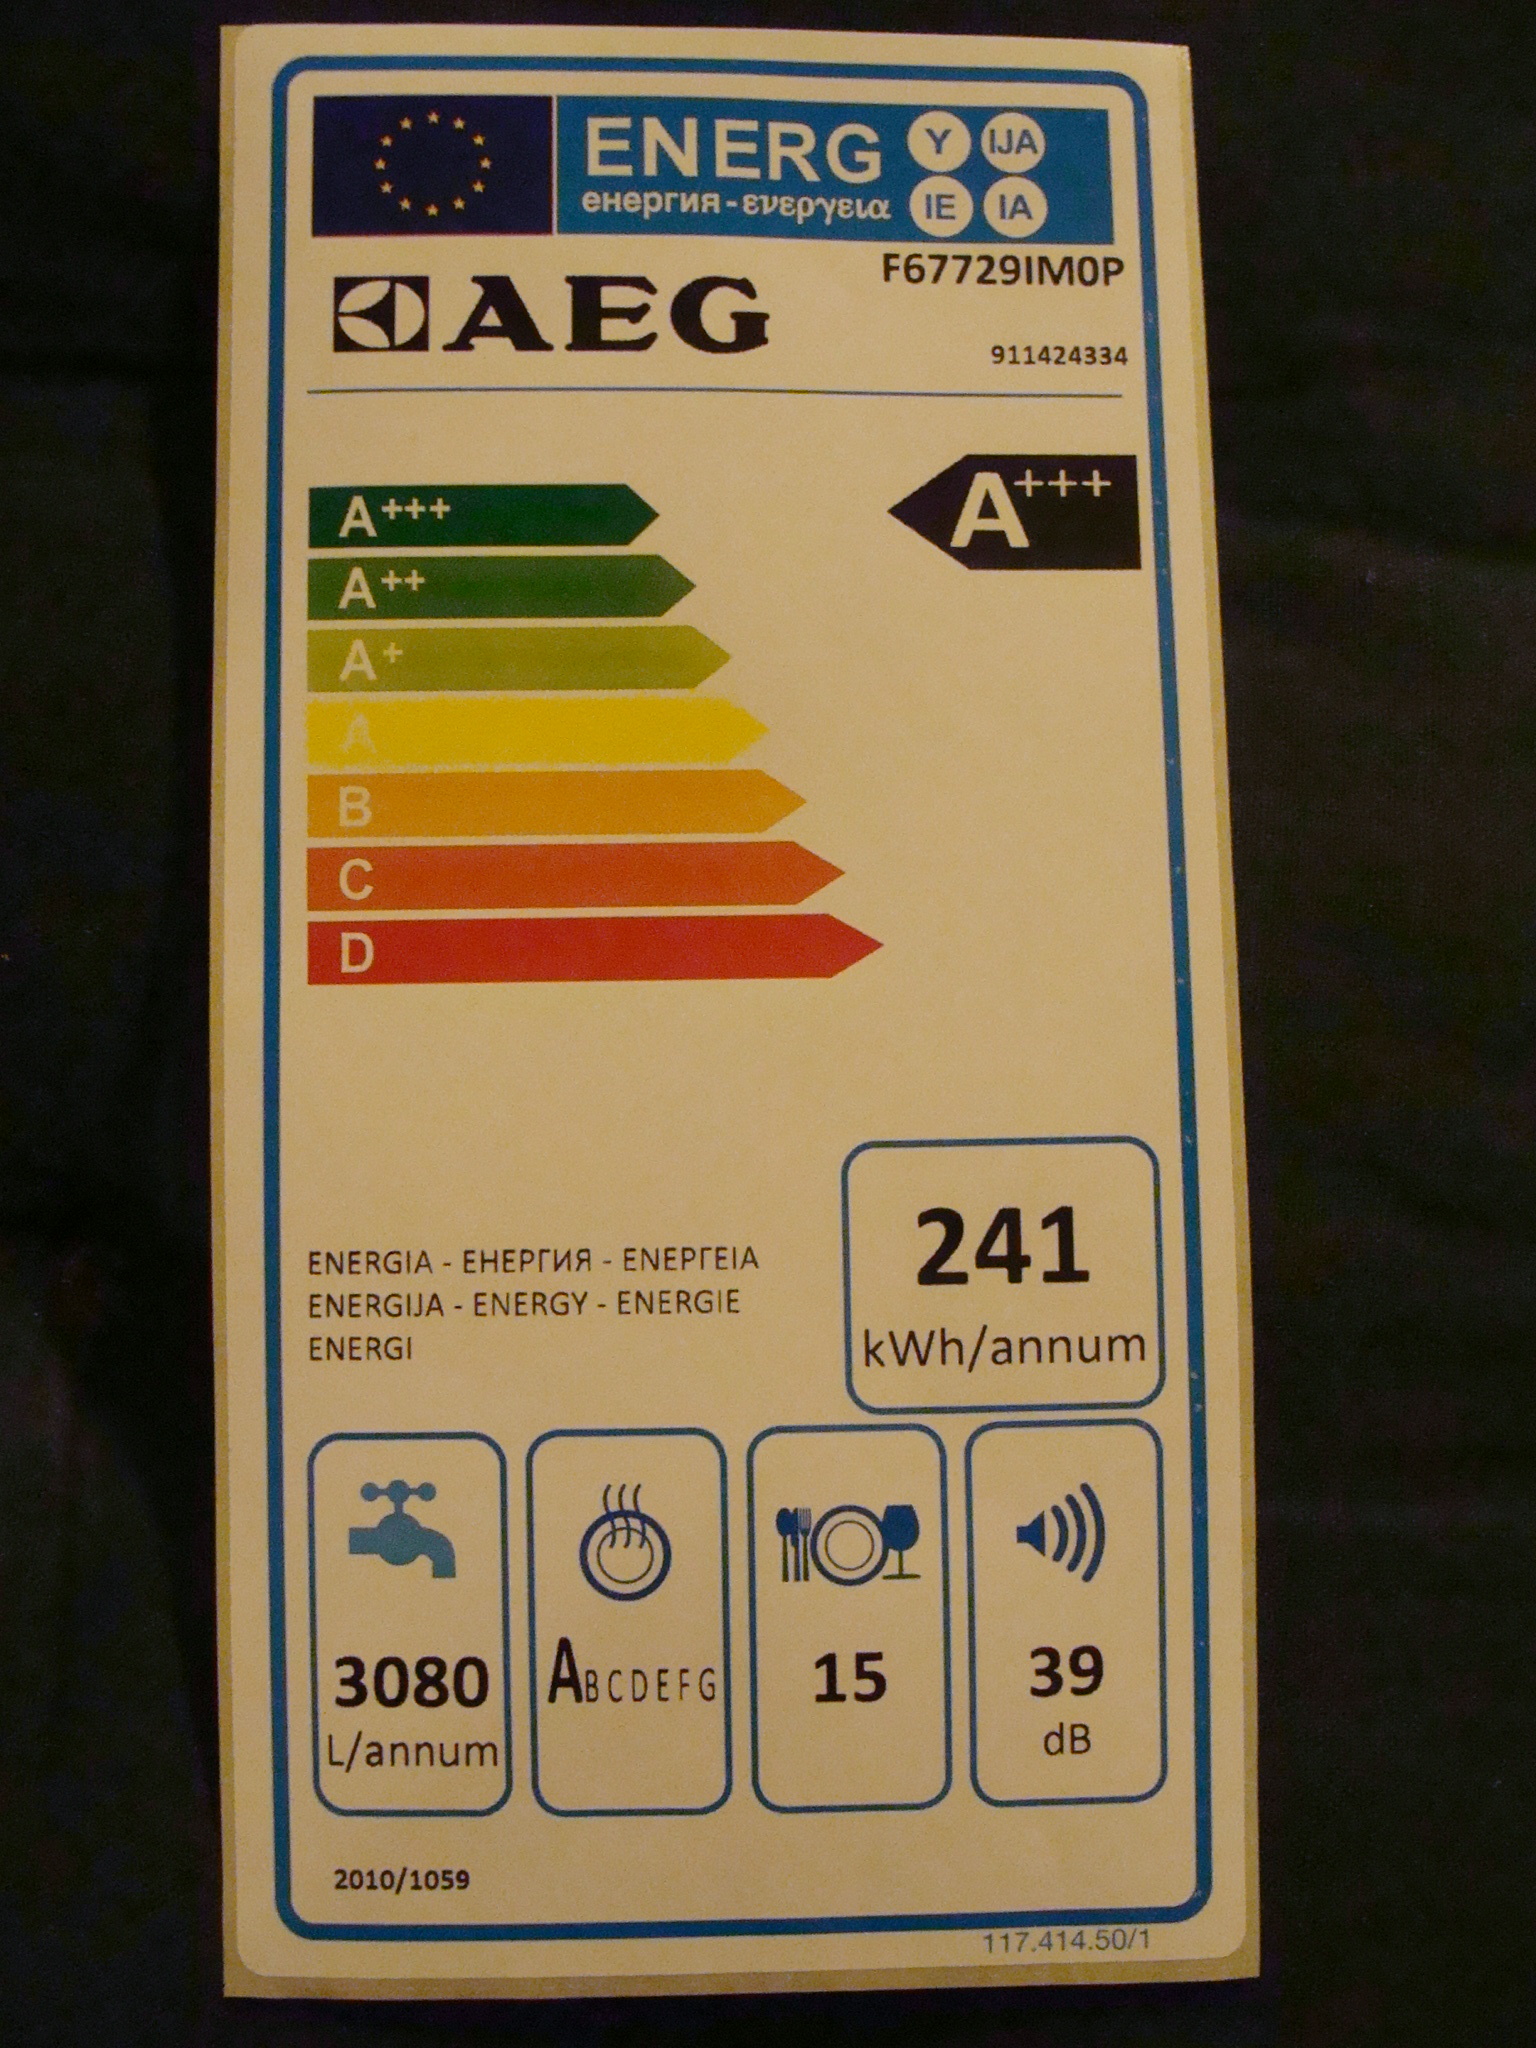 ENERG Y IJA
енергия - ενεργεια IE IA
F67729IM0P
AEG
911424334
A+++
A+++
A++
A+
A
B
C
D
241
kWh/annum
ENERGIA - ЕНЕРГИЯ - ΕΝΕΡΓΕΙΑ
ENERGIJA - ENERGY - ENERGIE
ENERGI
3080
L/annum
ABCDEFG
15
39
dB
2010/1059
117.414.50/1